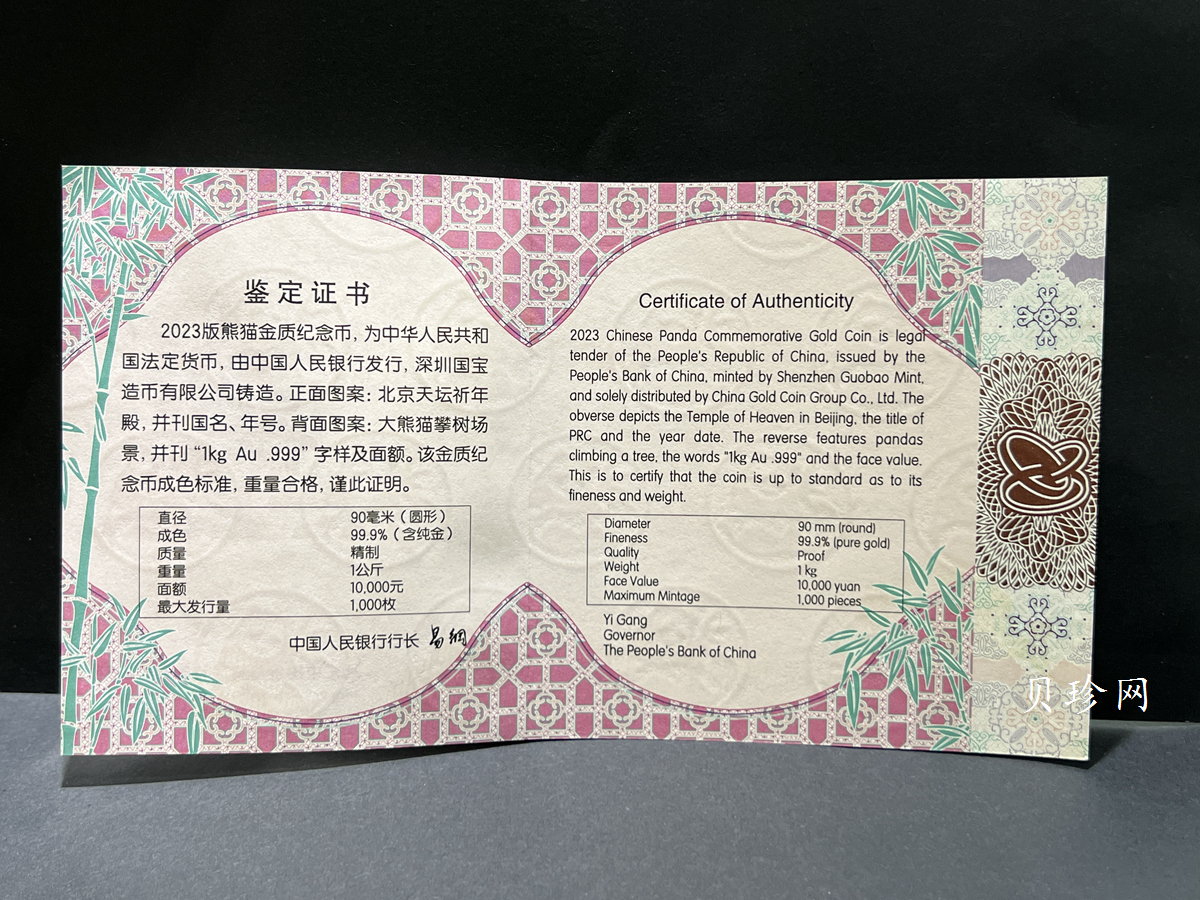 鉴定证书
2023版熊猫金质纪念币，为中华人民共和
国法定货币，由中国人民银行发行，深圳国宝
造币有限公司铸造。正面图案：北京天坛祈年
殿，并刊国名、年号。背面图案：大熊猫攀树场
景，并刊“1kg Au .999”字样及面额。该金质纪
念币成色标准，重量合格，谨此证明。
直径 90毫米（圆形）
成色 99.9%（含纯金）
质量 精制
重量 1公斤
面额 10,000元
最大发行量 1,000枚
中国人民银行行长 易纲
Certificate of Authenticity
2023 Chinese Panda Commemorative Gold Coin is legal
tender of the People's Republic of China, issued by the
People's Bank of China, minted by Shenzhen Guobao Mint,
and solely distributed by China Gold Coin Group Co., Ltd. The
obverse depicts the Temple of Heaven in Beijing, the title of
PRC and the year date. The reverse features pandas
climbing a tree, the words "1kg Au .999" and the face value.
This is to certify that the coin is up to standard as to its
fineness and weight.
Diameter 90 mm (round)
Fineness 99.9% (pure gold)
Quality Proof
Weight 1 kg
Face Value 10,000 yuan
Maximum Mintage 1,000 pieces
Yi Gang
Governor
The People's Bank of China
贝珍网